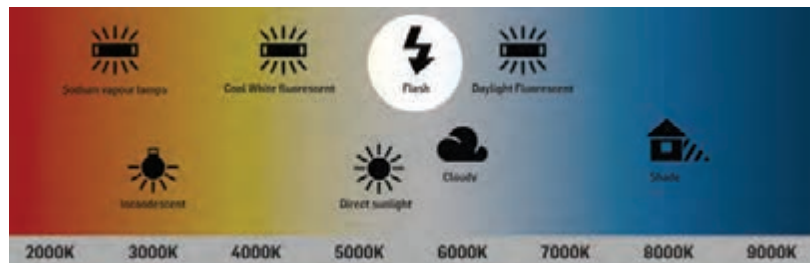 Sodium vapour lamps
Cool White fluorescent
Flash
Daylight Fluorescent
Incandescent
Direct sunlight
Cloudy
Shade
2000K 3000K 4000K 5000K 6000K 7000K 8000K 9000K